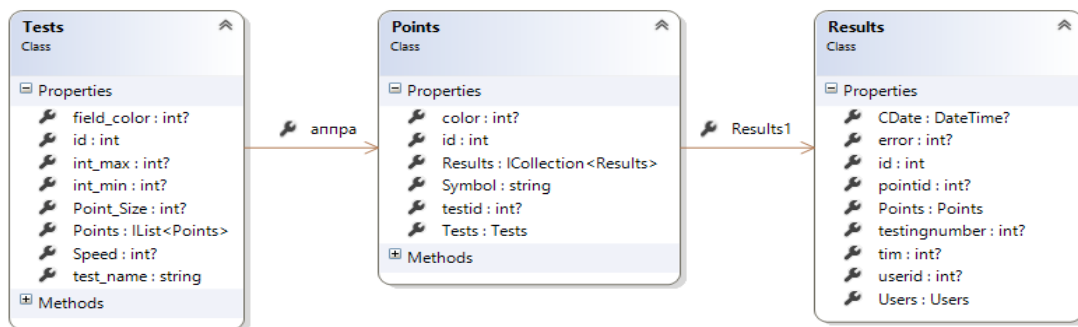 Tests
Class
Properties
field_color : int?
id : int
int_max : int?
int_min : int?
Point_Size : int?
Points : IList<Points>
Speed : int?
test_name : string
Methods
аппра
Points
Class
Properties
color : int?
id : int
Results : ICollection<Results>
Symbol : string
testid : int?
Tests : Tests
Methods
Results1
Results
Class
Properties
CDate : DateTime?
error : int?
id : int
pointid : int?
Points : Points
testingnumber : int?
tim : int?
userid : int?
Users : Users